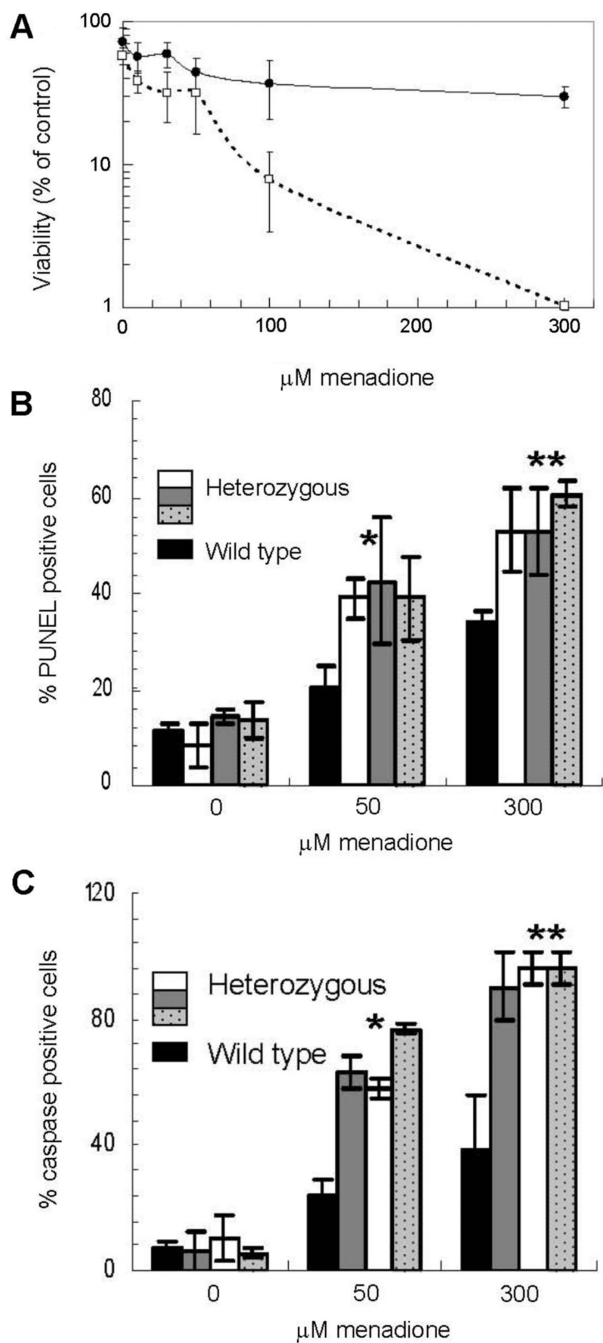 A
Viability (% of control)
100
10
1
0
100
200
300
µM menadione
B
% PUNEL positive cells
80
60
40
20
0
Heterozygous
Wild type
*
**
0
50
300
µM menadione
C
% caspase positive cells
120
80
40
0
Heterozygous
Wild type
*
**
0
50
300
µM menadione